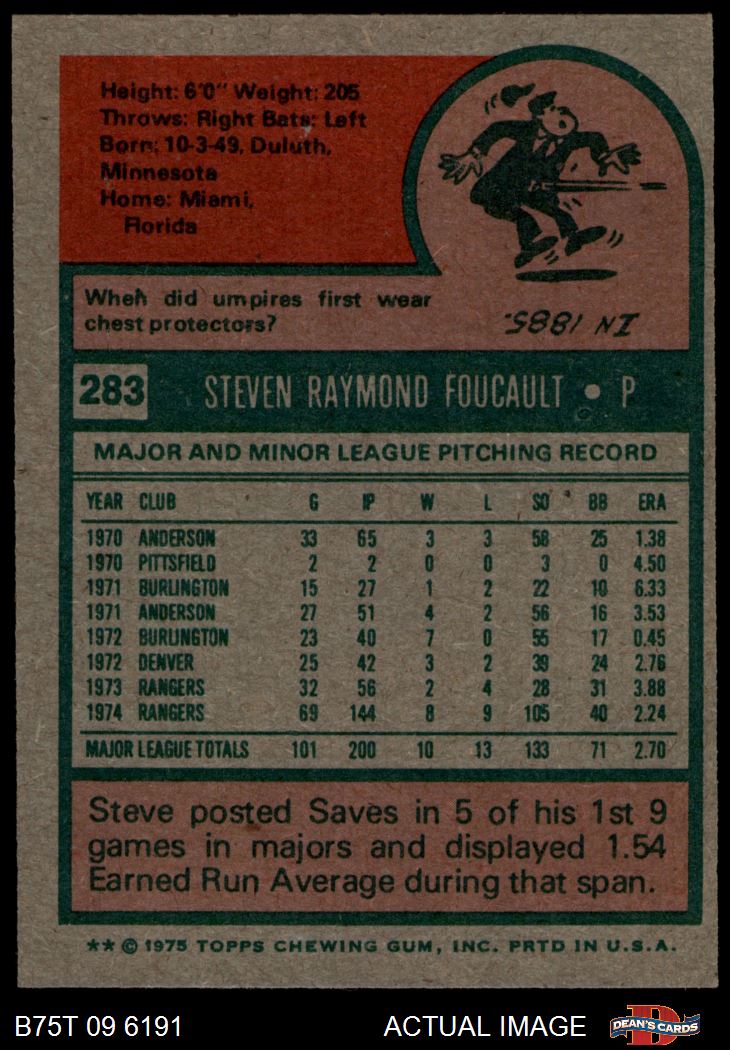 Height: 6'0" Weight: 205
Throws: Right Bats: Left
Born: 10-3-49, Duluth,
Minnesota
Home: Miami,
Florida
When did umpires first wear
chest protectors?
IN 1885.
283 STEVEN RAYMOND FOUCAULT • P
MAJOR AND MINOR LEAGUE PITCHING RECORD
YEAR CLUB G IP W L SO BB ERA
1970 ANDERSON 33 65 3 3 58 25 1.38
1970 PITTSFIELD 2 2 0 0 3 0 4.50
1971 BURLINGTON 15 27 1 2 22 10 6.33
1971 ANDERSON 27 51 4 2 56 16 3.53
1972 BURLINGTON 23 40 7 0 55 17 0.45
1972 DENVER 25 42 3 2 39 24 2.76
1973 RANGERS 32 56 2 4 28 31 3.88
1974 RANGERS 69 144 8 9 105 40 2.24
MAJOR LEAGUE TOTALS 101 200 10 13 133 71 2.70
Steve posted Saves in 5 of his 1st 9
games in majors and displayed 1.54
Earned Run Average during that span.
** © 1975 TOPPS CHEWING GUM, INC. PRTD IN U.S.A.
B75T 09 6191 ACTUAL IMAGE DEAN'S CARDS